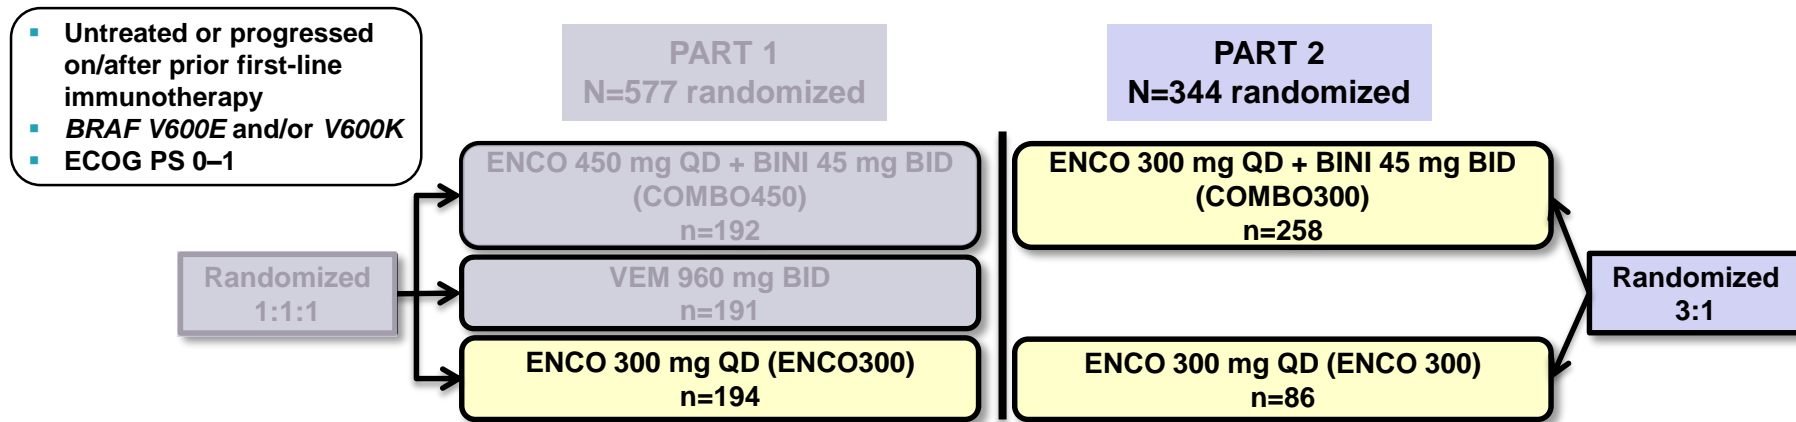 ▪ Untreated or progressed
on/after prior first-line
immunotherapy
▪ BRAF V600E and/or V600K
▪ ECOG PS 0–1
PART 1
N=577 randomized
PART 2
N=344 randomized
Randomized
1:1:1
ENCO 450 mg QD + BINI 45 mg BID
(COMBO450)
n=192
VEM 960 mg BID
n=191
ENCO 300 mg QD (ENCO300)
n=194
ENCO 300 mg QD + BINI 45 mg BID
(COMBO300)
n=258
ENCO 300 mg QD (ENCO 300)
n=86
Randomized
3:1